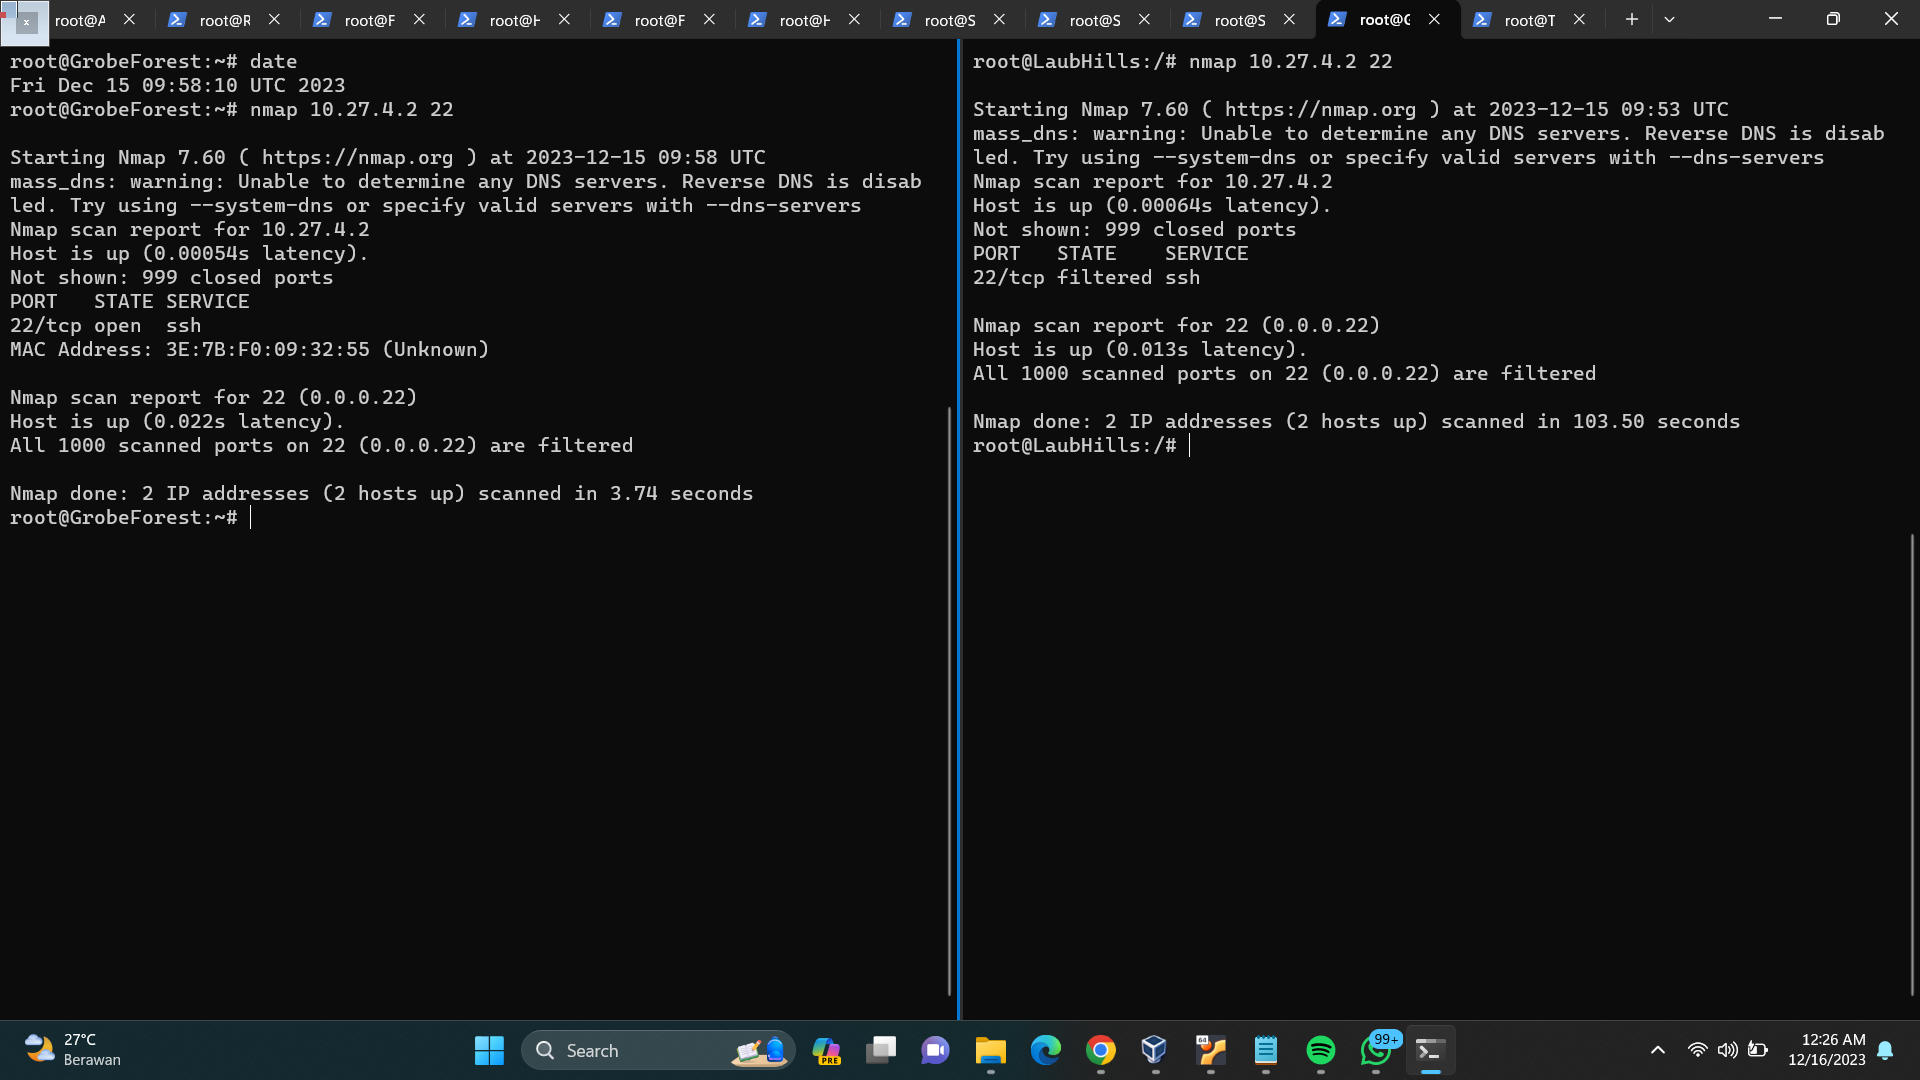 root@A
root@R
root@F
root@H
root@F
root@H
root@S
root@S
root@S
root@G
root@T
root@GrobeForest:~# date
Fri Dec 15 09:58:10 UTC 2023
root@GrobeForest:~# nmap 10.27.4.2 22
Starting Nmap 7.60 ( https://nmap.org ) at 2023-12-15 09:58 UTC
mass_dns: warning: Unable to determine any DNS servers. Reverse DNS is disab
led. Try using --system-dns or specify valid servers with --dns-servers
Nmap scan report for 10.27.4.2
Host is up (0.00054s latency).
Not shown: 999 closed ports
PORT   STATE SERVICE
22/tcp open  ssh
MAC Address: 3E:7B:F0:09:32:55 (Unknown)
Nmap scan report for 22 (0.0.0.22)
Host is up (0.022s latency).
All 1000 scanned ports on 22 (0.0.0.22) are filtered
Nmap done: 2 IP addresses (2 hosts up) scanned in 3.74 seconds
root@GrobeForest:~#
root@LaubHills:/# nmap 10.27.4.2 22
Starting Nmap 7.60 ( https://nmap.org ) at 2023-12-15 09:53 UTC
mass_dns: warning: Unable to determine any DNS servers. Reverse DNS is disab
led. Try using --system-dns or specify valid servers with --dns-servers
Nmap scan report for 10.27.4.2
Host is up (0.00064s latency).
Not shown: 999 closed ports
PORT   STATE    SERVICE
22/tcp filtered ssh
Nmap scan report for 22 (0.0.0.22)
Host is up (0.013s latency).
All 1000 scanned ports on 22 (0.0.0.22) are filtered
Nmap done: 2 IP addresses (2 hosts up) scanned in 103.50 seconds
root@LaubHills:/#
27°C
Berawan
Search
PRE
64
99+
12:26 AM
12/16/2023